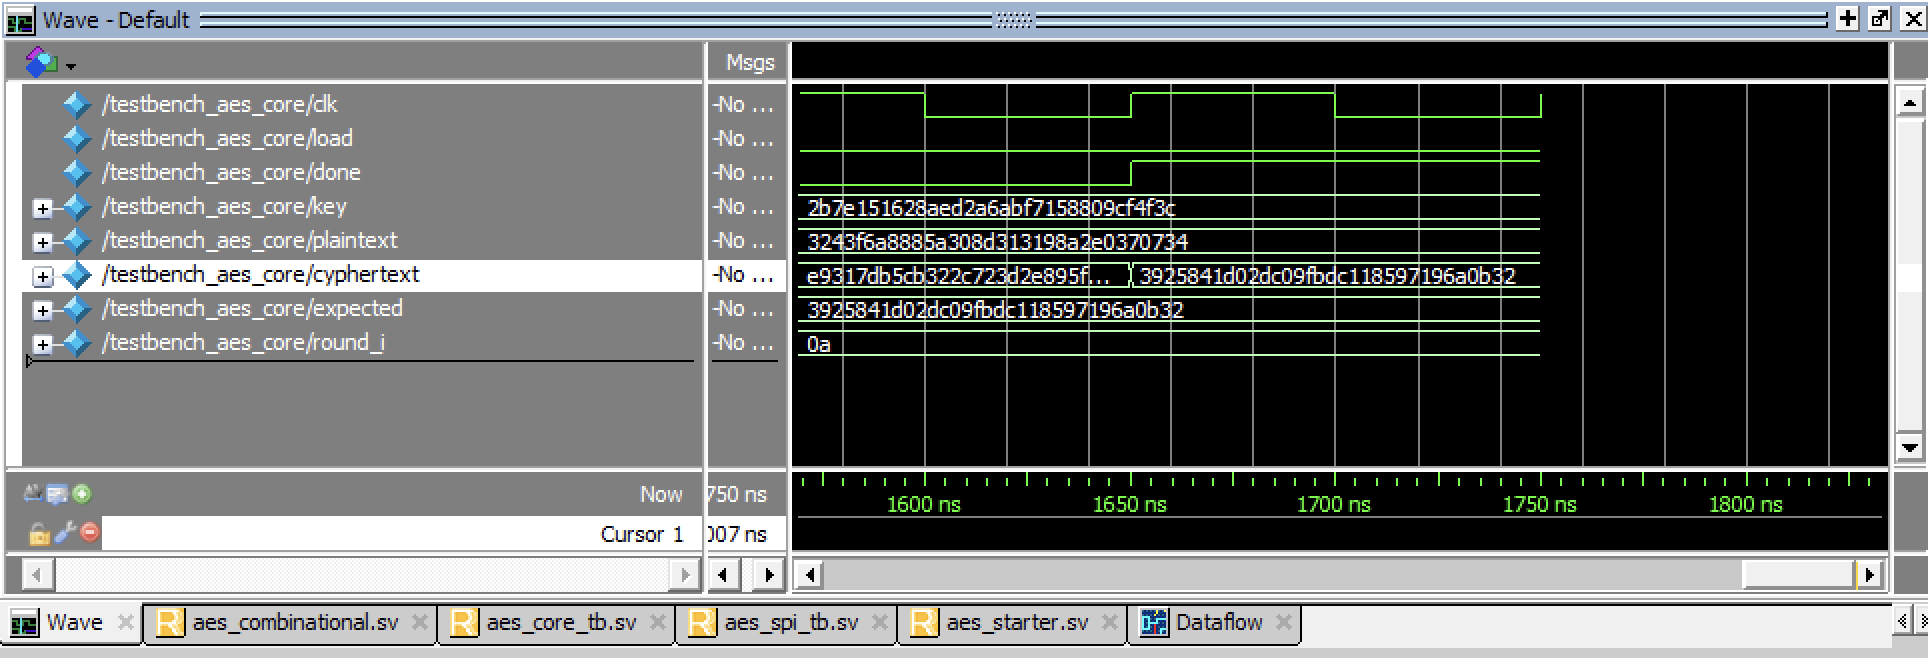 Wave - Default
Msgs
/testbench_aes_core/clk -No ...
/testbench_aes_core/load -No ...
/testbench_aes_core/done -No ...
/testbench_aes_core/key -No ... 2b7e151628aed2a6abf7158809cf4f3c
/testbench_aes_core/plaintext -No ... 3243f6a8885a308d313198a2e0370734
/testbench_aes_core/cyphertext -No ... e9317db5cb322c723d2e895f... 3925841d02dc09fbdc118597196a0b32
/testbench_aes_core/expected -No ... 3925841d02dc09fbdc118597196a0b32
/testbench_aes_core/round_i -No ... 0a
Now 750 ns 1600 ns 1650 ns 1700 ns 1750 ns 1800 ns
Cursor 1 007 ns
Wave aes_combinational.sv aes_core_tb.sv aes_spi_tb.sv aes_starter.sv Dataflow